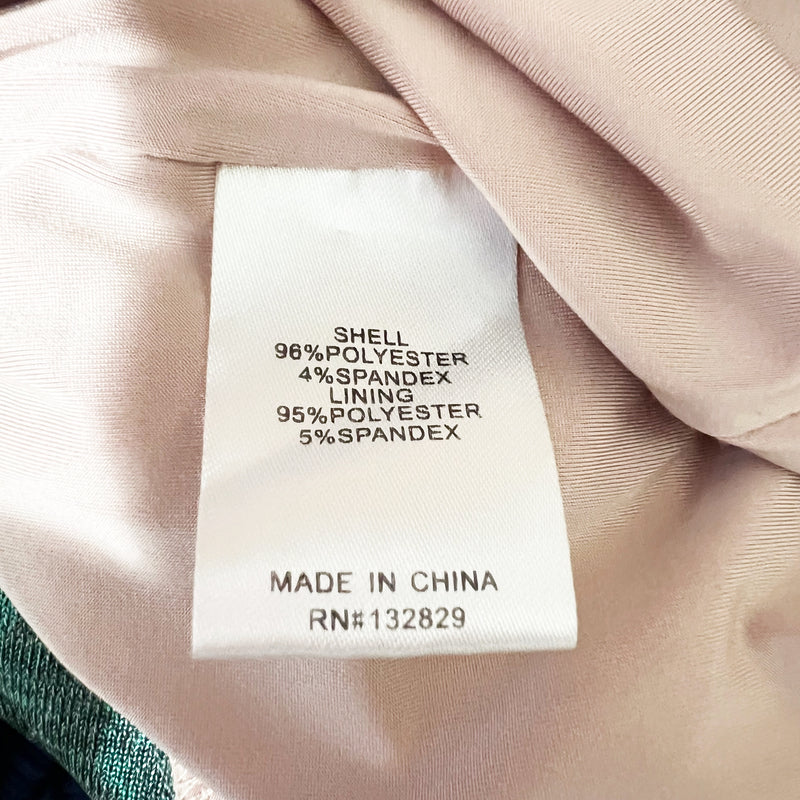 SHELL
96%POLYESTER
4%SPANDEX
LINING
95%POLYESTER
5%SPANDEX
MADE IN CHINA
RN#132829